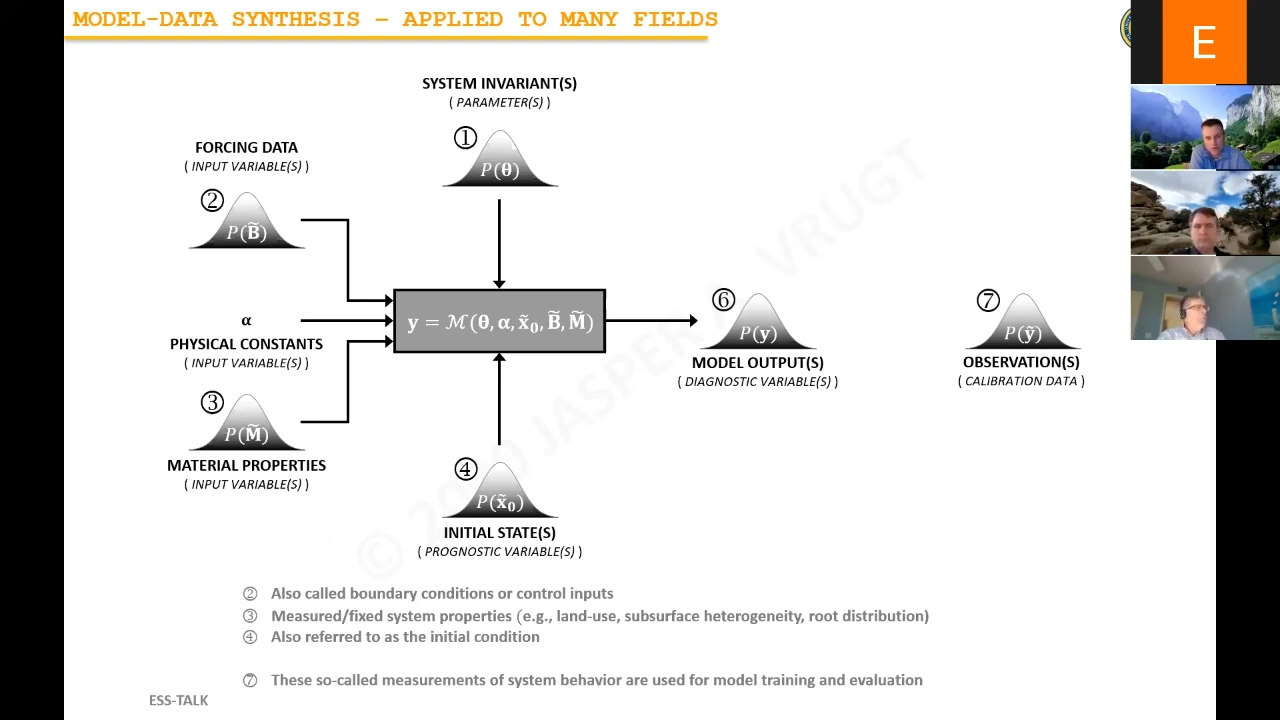 MODEL-DATA SYNTHESIS – APPLIED TO MANY FIELDS
E
SYSTEM INVARIANT(S)
( PARAMETER(S) )
① P(θ)
FORCING DATA
( INPUT VARIABLE(S) )
② P(B̃)
α
PHYSICAL CONSTANTS
( INPUT VARIABLE(S) )
③ P(M̃)
MATERIAL PROPERTIES
( INPUT VARIABLE(S) )
y = ℳ(θ, α, x̃₀, B̃, M̃)
④ P(x̃₀)
INITIAL STATE(S)
( PROGNOSTIC VARIABLE(S) )
⑥ P(y)
MODEL OUTPUT(S)
( DIAGNOSTIC VARIABLE(S) )
⑦ P(ỹ)
OBSERVATION(S)
( CALIBRATION DATA )
② Also called boundary conditions or control inputs
③ Measured/fixed system properties (e.g., land-use, subsurface heterogeneity, root distribution)
④ Also referred to as the initial condition
⑦ These so-called measurements of system behavior are used for model training and evaluation
ESS-TALK
© JASPER VRUGT